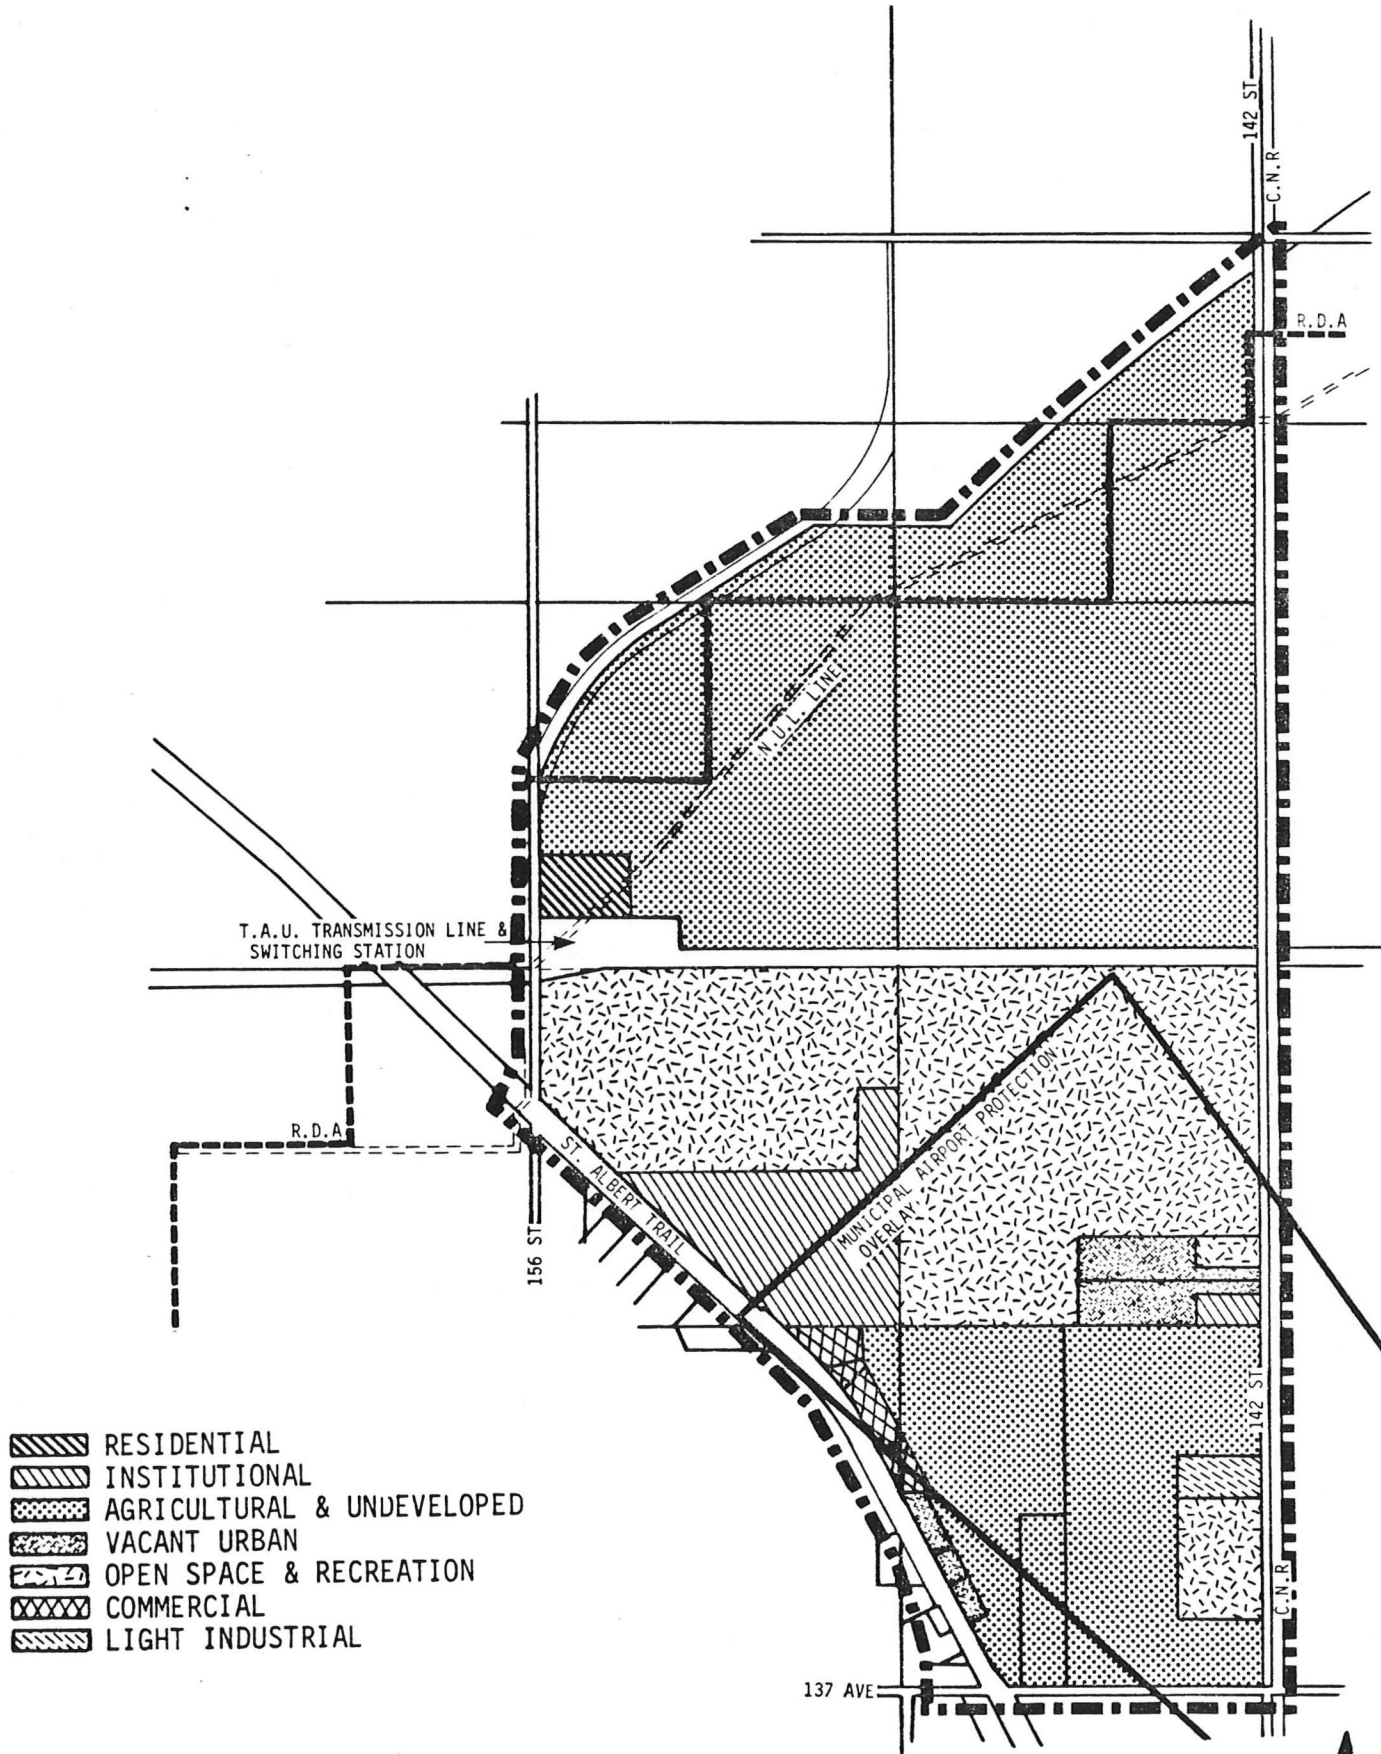 142 ST
C.N.R
R.D.A
N.U.L. LINE
T.A.U. TRANSMISSION LINE &
SWITCHING STATION
R.D.A
ST. ALBERT TRAIL
156 ST
MUNICIPAL AIRPORT PROTECTION
OVERLAY
142 ST
C.N.R
137 AVE
RESIDENTIAL
INSTITUTIONAL
AGRICULTURAL & UNDEVELOPED
VACANT URBAN
OPEN SPACE & RECREATION
COMMERCIAL
LIGHT INDUSTRIAL